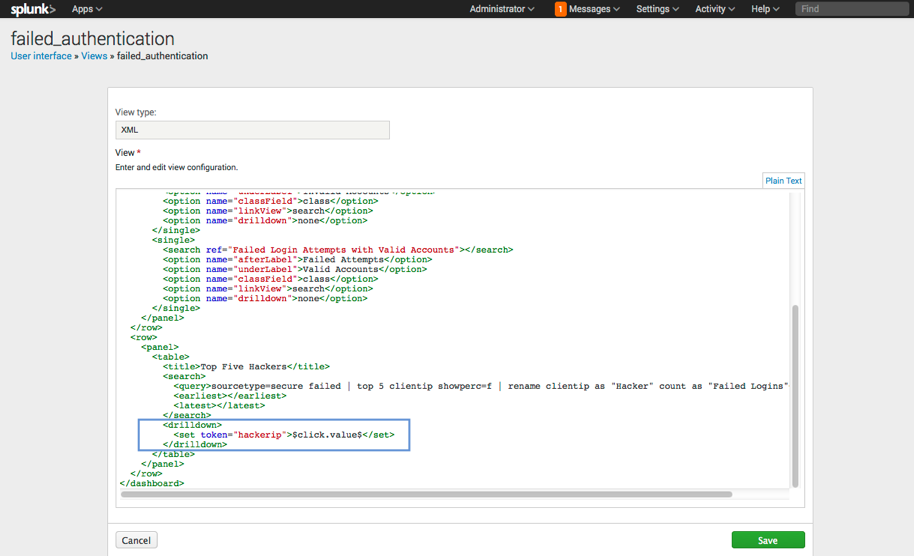 splunk> Apps Administrator 1 Messages Settings Activity Help Find
failed_authentication
User interface » Views » failed_authentication
View type:
XML
View *
Enter and edit view configuration.
Plain Text
<option name="underLabel">Invalid Accounts</option>
<option name="classField">class</option>
<option name="linkView">search</option>
<option name="drilldown">none</option>
</single>
<single>
<search ref="Failed Login Attempts with Valid Accounts"></search>
<option name="afterLabel">Failed Attempts</option>
<option name="underLabel">Valid Accounts</option>
<option name="classField">class</option>
<option name="linkView">search</option>
<option name="drilldown">none</option>
</single>
</panel>
</row>
<row>
<panel>
<table>
<title>Top Five Hackers</title>
<search>
<query>sourcetype=secure failed | top 5 clientip showperc=f | rename clientip as "Hacker" count as "Failed Logins"
<earliest></earliest>
<latest></latest>
</search>
<drilldown>
<set token="hackerip">$click.value$</set>
</drilldown>
</table>
</panel>
</row>
</dashboard>
Cancel Save